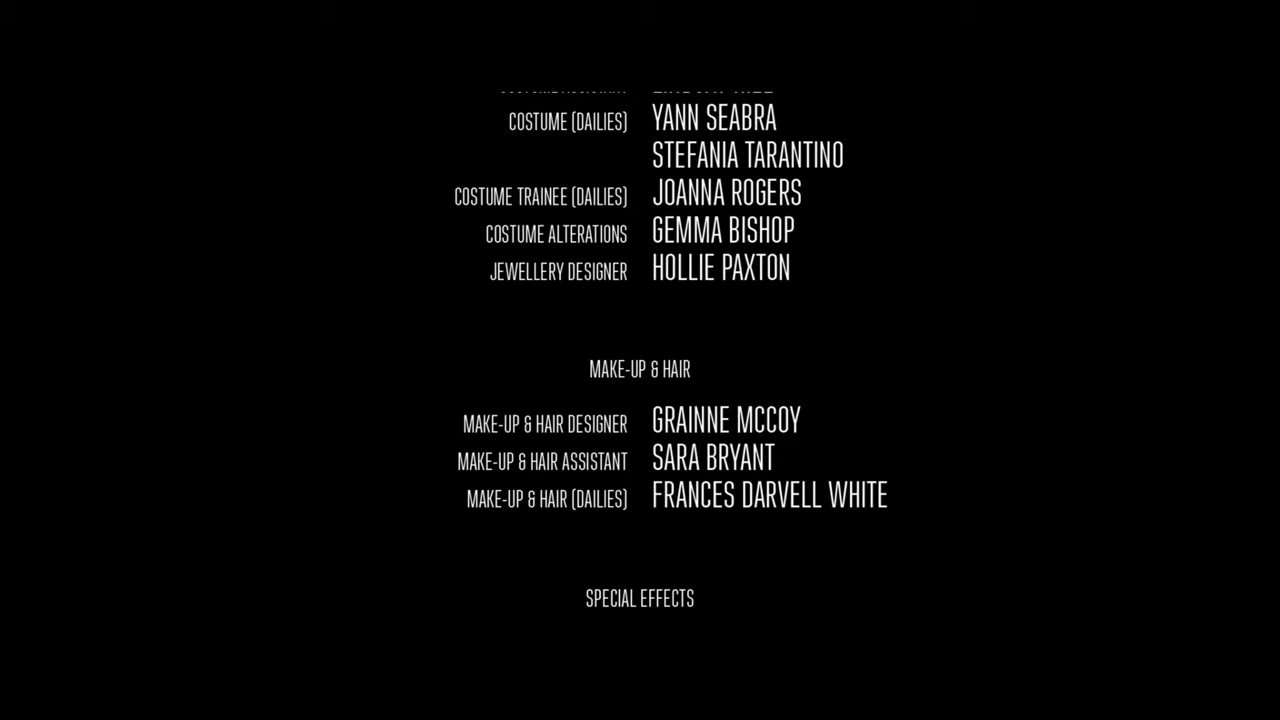 COSTUME (DAILIES) YANN SEABRA
STEFANIA TARANTINO
COSTUME TRAINEE (DAILIES) JOANNA ROGERS
COSTUME ALTERATIONS GEMMA BISHOP
JEWELLERY DESIGNER HOLLIE PAXTON
MAKE-UP & HAIR
MAKE-UP & HAIR DESIGNER GRAINNE MCCOY
MAKE-UP & HAIR ASSISTANT SARA BRYANT
MAKE-UP & HAIR (DAILIES) FRANCES DARVELL WHITE
SPECIAL EFFECTS